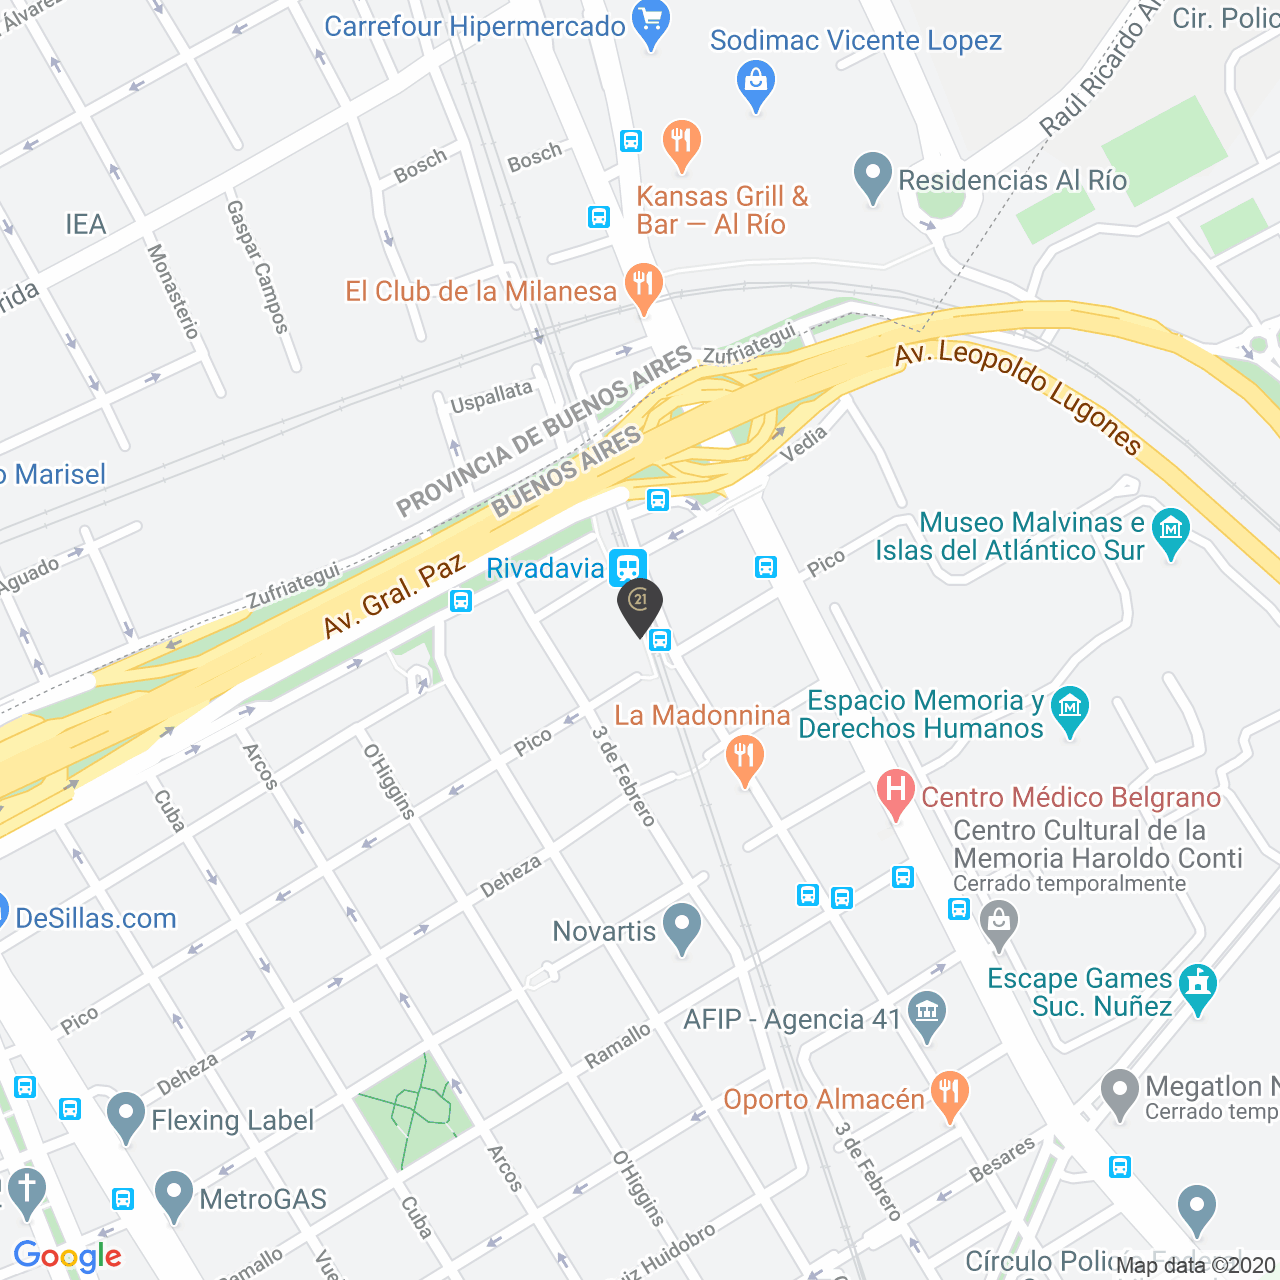 Carrefour Hipermercado
Sodimac Vicente Lopez
Cir. Polic
Raúl Ricardo Al
Álvarez
Bosch
Bosch
Kansas Grill &
Bar — Al Río
Residencias Al Río
IEA
Gaspar Campos
Monasterio
rida
El Club de la Milanesa
Zufriategui
Av. Leopoldo Lugones
Uspallata
PROVINCIA DE BUENOS AIRES
BUENOS AIRES
Vedia
o Marisel
Museo Malvinas e
Islas del Atlántico Sur
Aguado
Zufriategui
Av. Gral. Paz
Rivadavia
Pico
21
Espacio Memoria y
Derechos Humanos
La Madonnina
Pico
3 de Febrero
Arcos
O'Higgins
Cuba
Centro Médico Belgrano
Centro Cultural de la
Memoria Haroldo Conti
Cerrado temporalmente
Deheza
DeSillas.com
Novartis
Escape Games
Suc. Nuñez
Pico
AFIP - Agencia 41
Ramallo
Deheza
Oporto Almacén
Megatlon N
Cerrado temp
Flexing Label
3 de Febrero
Besares
Arcos
O'Higgins
MetroGAS
Cuba
Ramallo
Vue
iz Huidobro
Círculo Policía Federal
Google
Map data ©2020